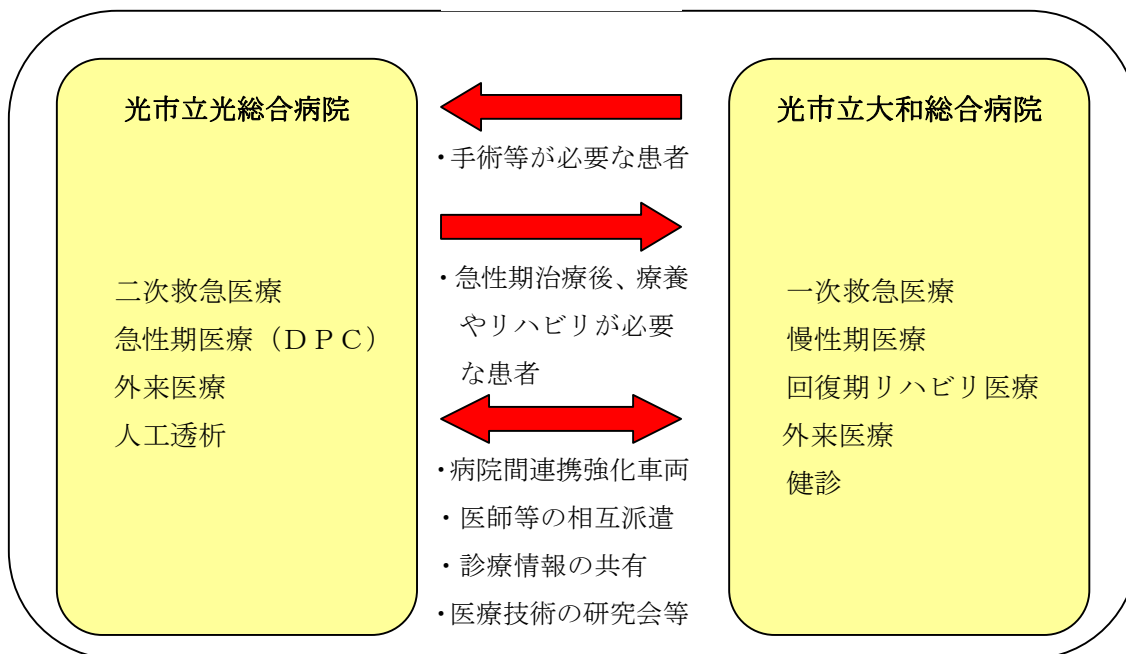 光市立光総合病院
二次救急医療
急性期医療（ＤＰＣ）
外来医療
人工透析
・手術等が必要な患者
・急性期治療後、療養
やリハビリが必要
な患者
・病院間連携強化車両
・医師等の相互派遣
・診療情報の共有
・医療技術の研究会等
光市立大和総合病院
一次救急医療
慢性期医療
回復期リハビリ医療
外来医療
健診